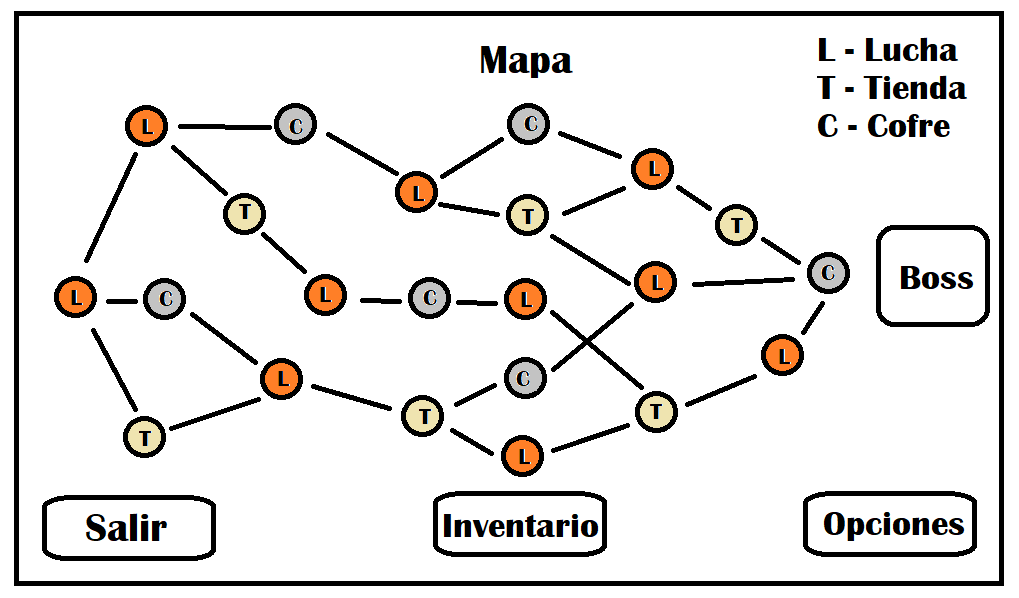 Mapa
L - Lucha
T - Tienda
C - Cofre
L
C
C
L
L
L
T
T
T
C
L
C
L
C
L
L
Boss
L
L
C
T
T
T
L
Salir
Inventario
Opciones